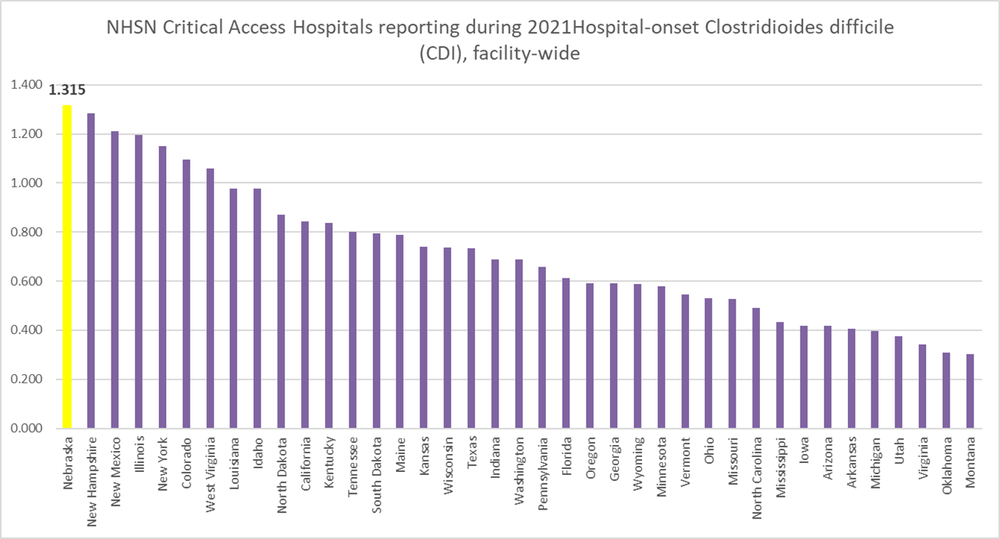 NHSN Critical Access Hospitals reporting during 2021Hospital-onset Clostridioides difficile
(CDI), facility-wide
1.400
1.315
1.200
1.000
0.800
0.600
0.400
0.200
0.000
Nebraska
New Hampshire
New Mexico
Illinois
New York
Colorado
West Virginia
Louisiana
Idaho
North Dakota
California
Kentucky
Tennessee
South Dakota
Maine
Kansas
Wisconsin
Texas
Indiana
Washington
Pennsylvania
Florida
Oregon
Georgia
Wyoming
Minnesota
Vermont
Ohio
Missouri
North Carolina
Mississippi
Iowa
Arizona
Arkansas
Michigan
Utah
Virginia
Oklahoma
Montana